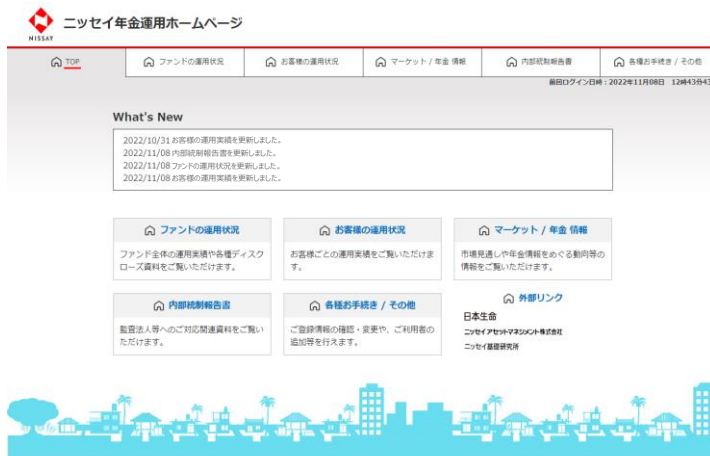 NISSAY
ニッセイ年金運用ホームページ
TOP
ファンドの運用状況
お客様の運用状況
マーケット / 年金 情報
内部統制報告書
各種お手続き / その他
前回ログイン日時：2022年11月08日 12時43分43
What's New
2022/10/31 お客様の運用実績を更新しました。
2022/11/08 内部統制報告書を更新しました。
2022/11/08 ファンドの運用状況を更新しました。
2022/11/08 お客様の運用実績を更新しました。
ファンドの運用状況
ファンド全体の運用実績や各種ディスク
ローズ資料をご覧いただけます。
お客様の運用状況
お客様ごとの運用実績をご覧いただけま
す。
マーケット / 年金 情報
市場見通しや年金情報をめぐる動向等の
情報をご覧いただけます。
内部統制報告書
監査法人等へのご対応関連資料をご覧い
ただけます。
各種お手続き / その他
ご登録情報の確認・変更や、ご利用者の
追加等を行えます。
外部リンク
日本生命
ニッセイアセットマネジメント株式会社
ニッセイ基礎研究所